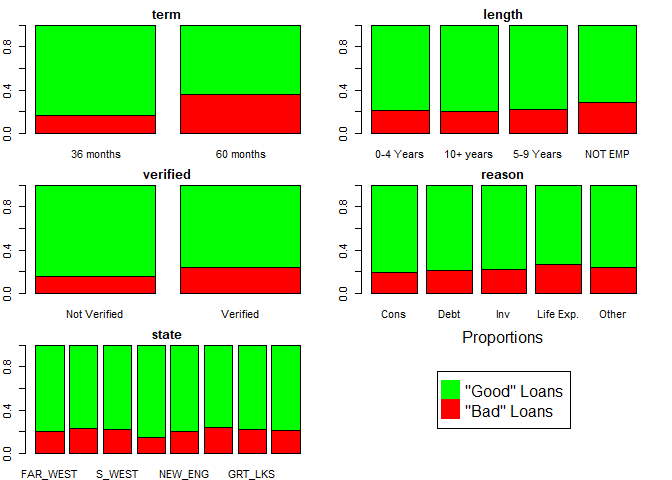 term
0.0 0.4 0.8
36 months 60 months
length
0.0 0.4 0.8
0-4 Years 10+ years 5-9 Years NOT EMP
verified
0.0 0.4 0.8
Not Verified Verified
reason
0.0 0.4 0.8
Cons Debt Inv Life Exp. Other
state
0.0 0.4 0.8
FAR_WEST S_WEST NEW_ENG GRT_LKS
Proportions
"Good" Loans
"Bad" Loans